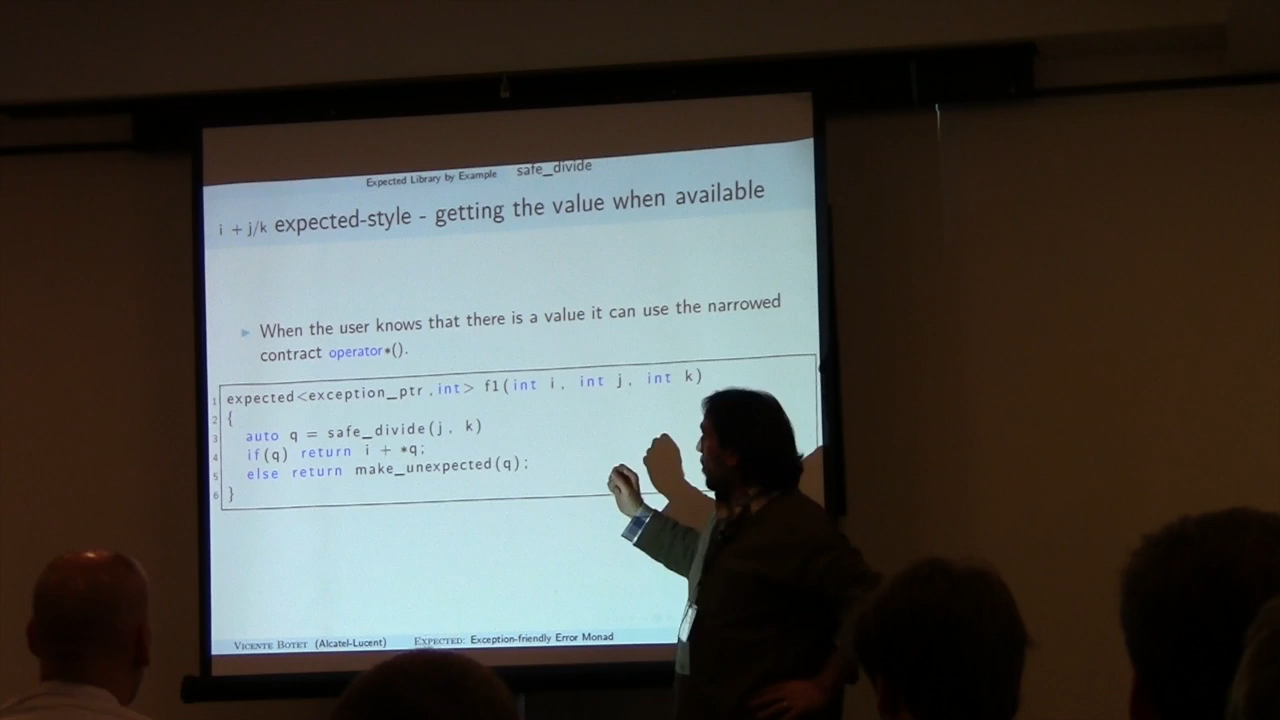 Expected Library by Example safe_divide
i + j/k expected-style - getting the value when available
When the user knows that there is a value it can use the narrowed
contract operator*().
1 expected<exception_ptr,int> f1(int i, int j, int k)
2 {
3 auto q = safe_divide(j, k)
4 if(q) return i + *q;
5 else return make_unexpected(q);
6 }
VICENTE BOTET (Alcatel-Lucent) EXPECTED: Exception-friendly Error Monad